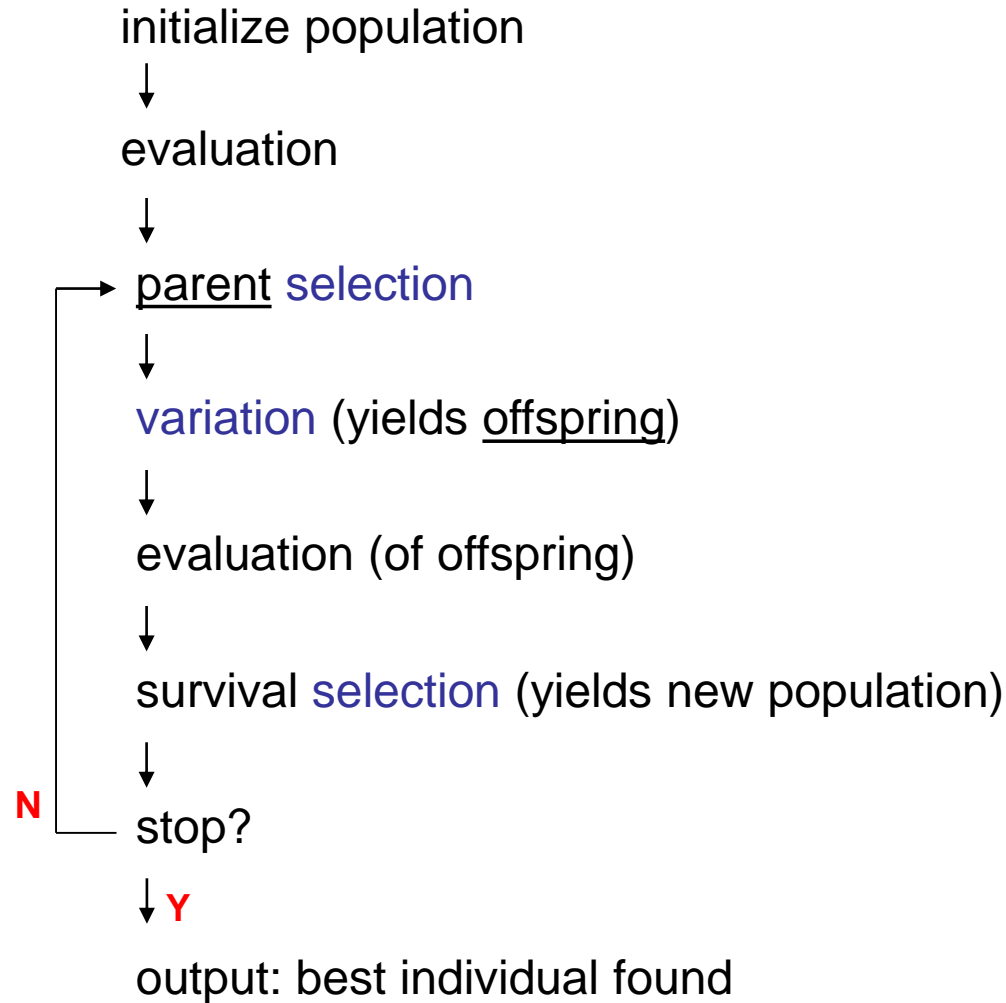 initialize population
evaluation
parent selection
variation (yields offspring)
evaluation (of offspring)
survival selection (yields new population)
N
stop?
Y
output: best individual found